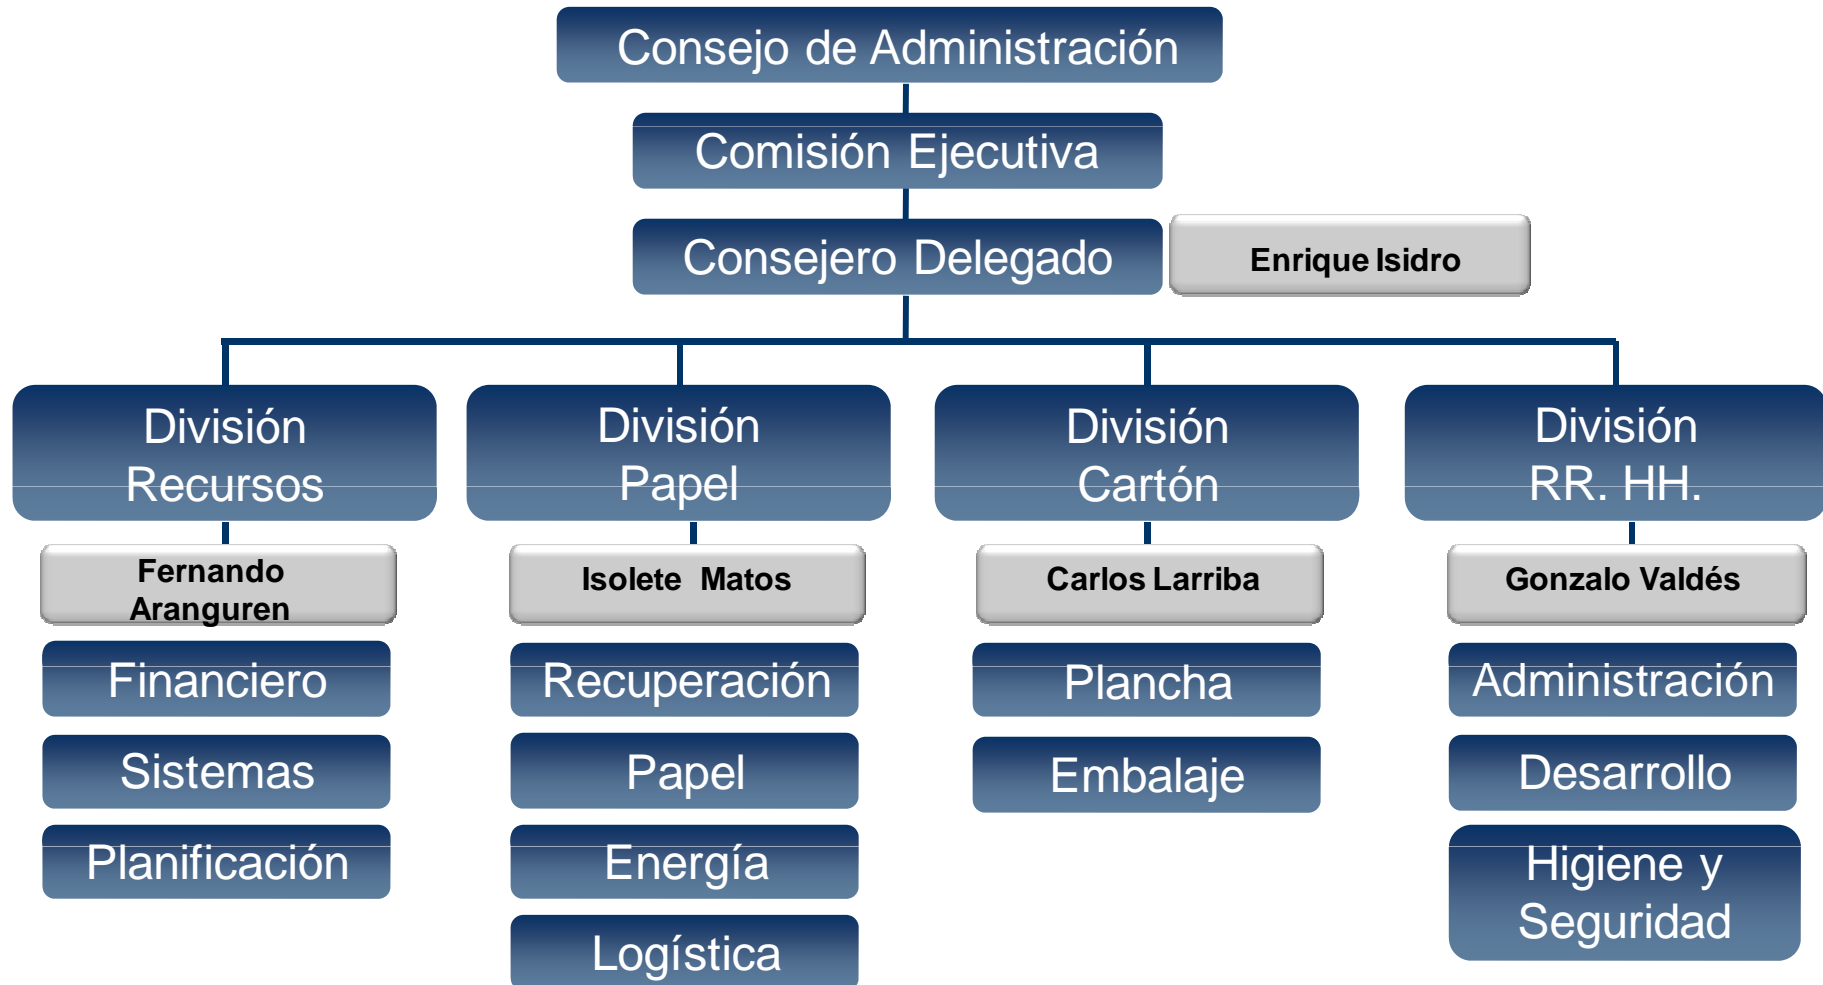 Consejo de Administración
Comisión Ejecutiva
Consejero Delegado
Enrique Isidro
División
Recursos
División
Papel
División
Cartón
División
RR. HH.
Fernando
Aranguren
Isolete Matos
Carlos Larriba
Gonzalo Valdés
Financiero
Recuperación
Plancha
Administración
Sistemas
Papel
Embalaje
Desarrollo
Planificación
Energía
Higiene y
Seguridad
Logística